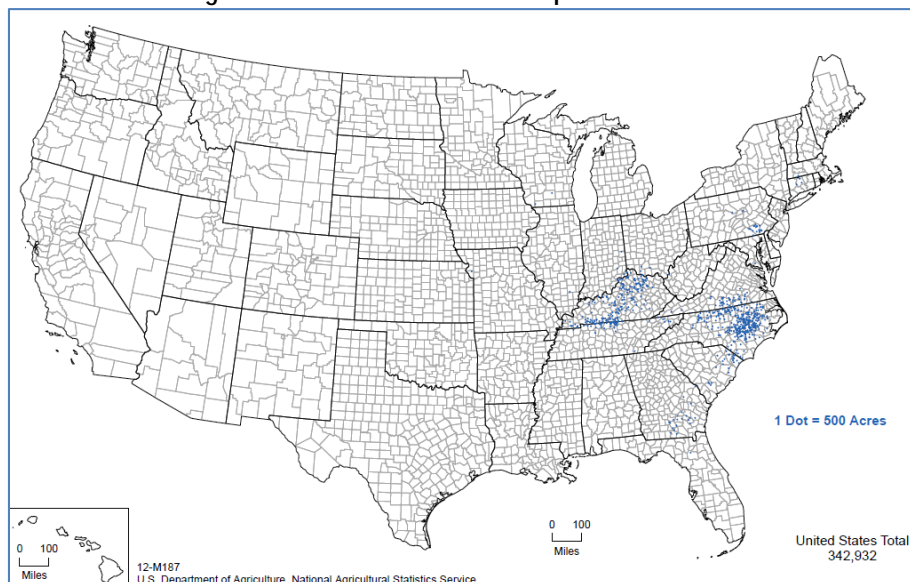 1 Dot = 500 Acres
0 100
Miles
United States Total
342,932
0 100
Miles
12-M187
U.S. Department of Agriculture, National Agricultural Statistics Service